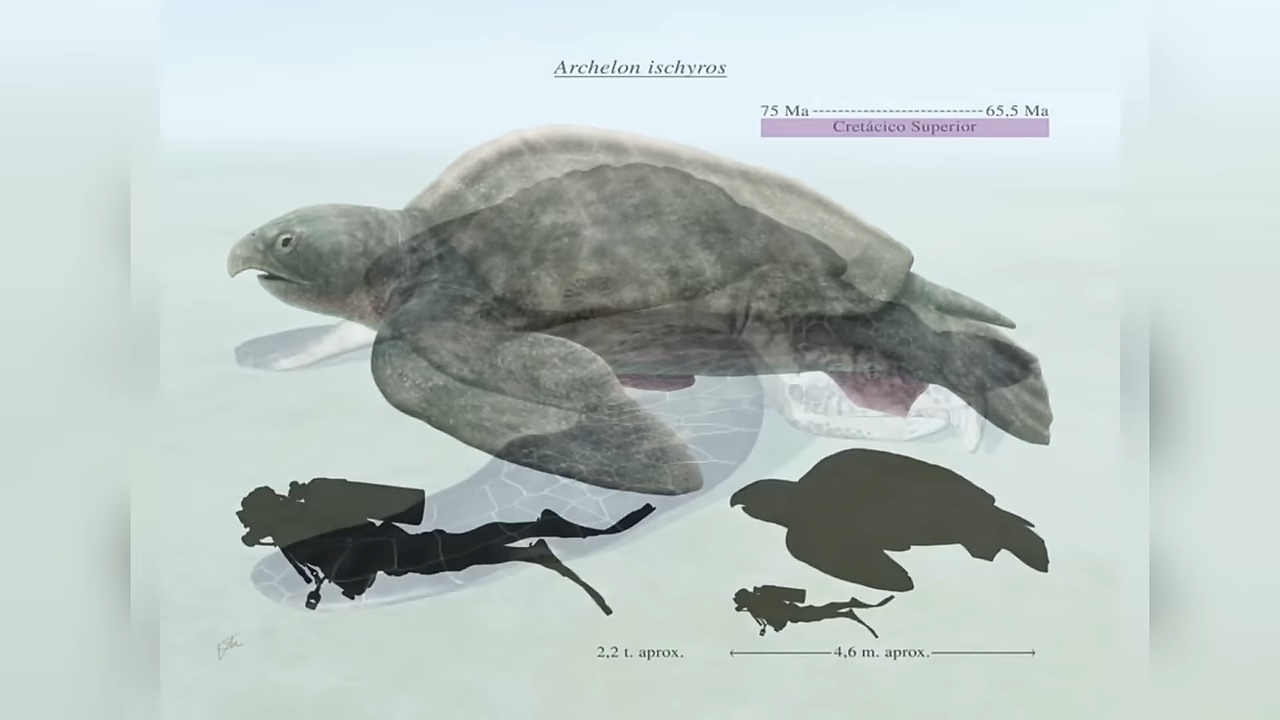 Archelon ischyros
75 Ma------------------------65,5 Ma
Cretácico Superior
2,2 t. aprox.
4,6 m. aprox.